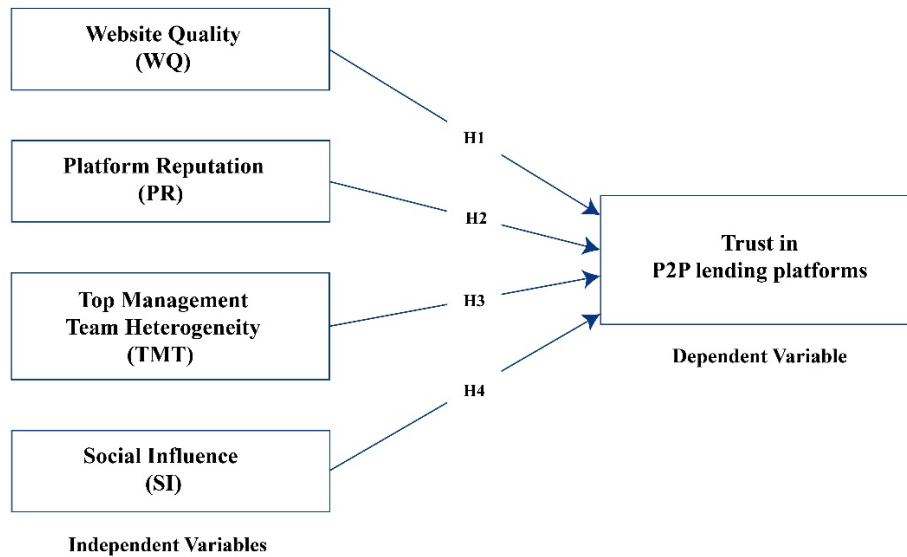 Website Quality
(WQ)
H1
Platform Reputation
(PR)
H2
Top Management
Team Heterogeneity
(TMT)
H3
Social Influence
(SI)
H4
Independent Variables
Trust in
P2P lending platforms
Dependent Variable